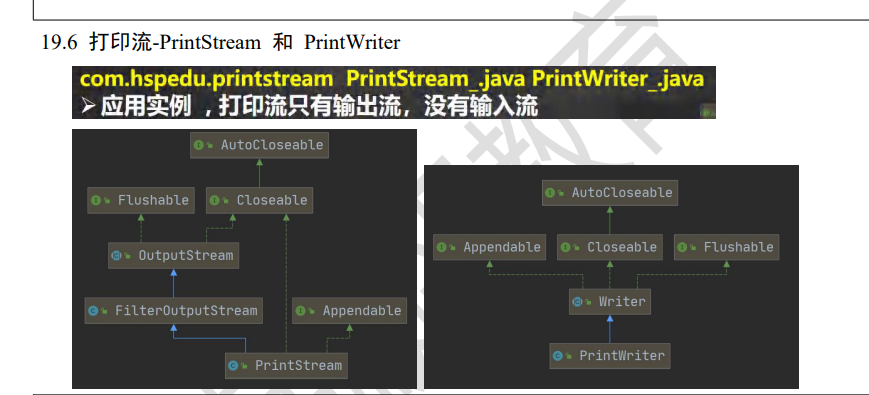 19.6 打印流-PrintStream 和 PrintWriter
com.hspedu.printstream PrintStream_.java PrintWriter_.java
➢ 应用实例 , 打印流只有输出流，没有输入流
AutoCloseable
Flushable
Closeable
OutputStream
FilterOutputStream
Appendable
PrintStream
AutoCloseable
Appendable
Closeable
Flushable
Writer
PrintWriter